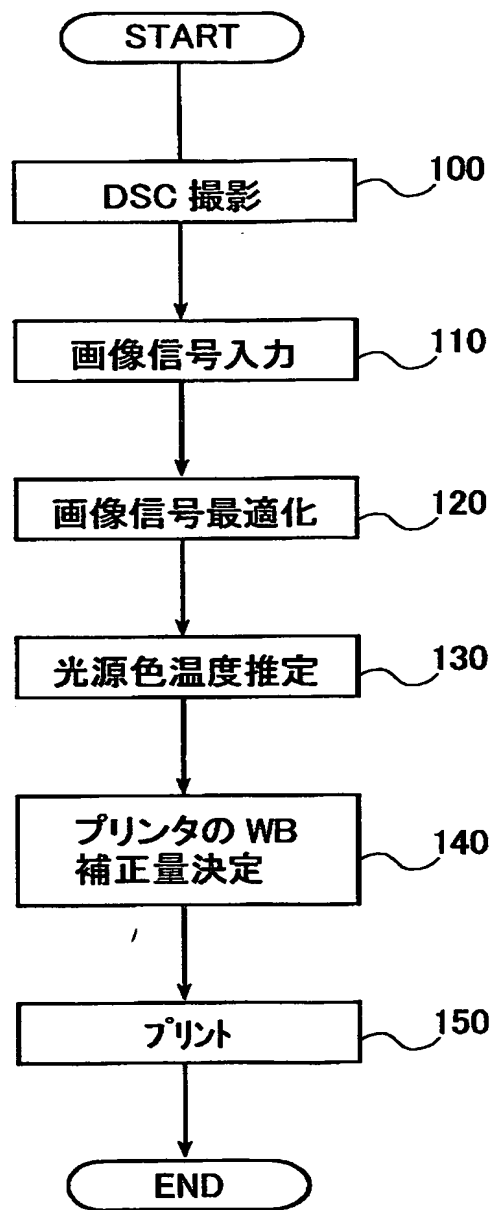 START
DSC 撮影
100
画像信号入力
110
画像信号最適化
120
光源色温度推定
130
プリンタの WB
補正量決定
140
プリント
150
END